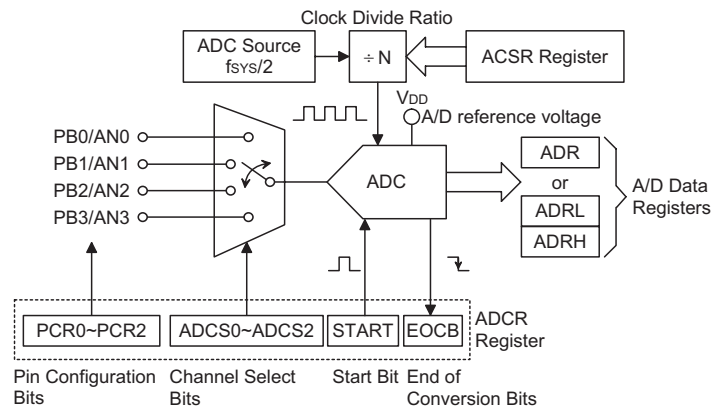 Clock Divide Ratio
ADC Source
fSYS/2
÷ N
ACSR Register
VDD
A/D reference voltage
PB0/AN0
PB1/AN1
PB2/AN2
PB3/AN3
ADC
ADR
or
ADRL
ADRH
A/D Data
Registers
PCR0~PCR2
ADCS0~ADCS2
START
EOCB
ADCR
Register
Pin Configuration
Bits
Channel Select
Bits
Start Bit
End of
Conversion Bits